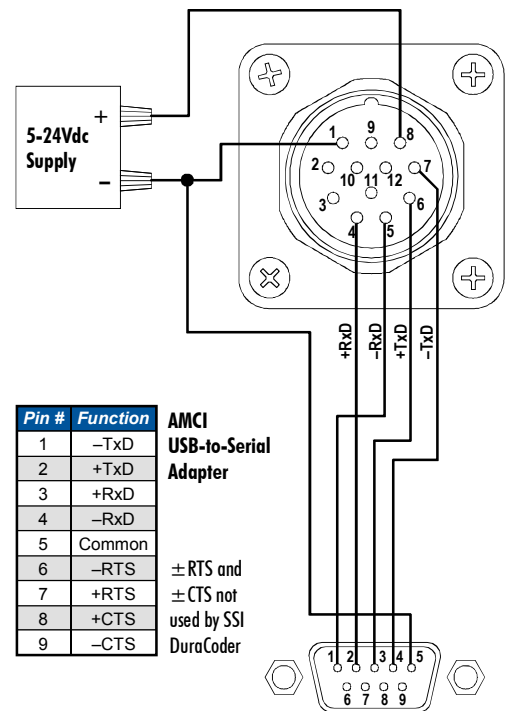 5-24Vdc
Supply
+
–
1 9 8
2 10 11 12 7
3 6
4 5
+RxD
–RxD
+TxD
–TxD
Pin # Function
1 –TxD
2 +TxD
3 +RxD
4 –RxD
5 Common
6 –RTS
7 +RTS
8 +CTS
9 –CTS
AMCI
USB-to-Serial
Adapter
±RTS and
±CTS not
used by SSI
DuraCoder
1 2 3 4 5
6 7 8 9